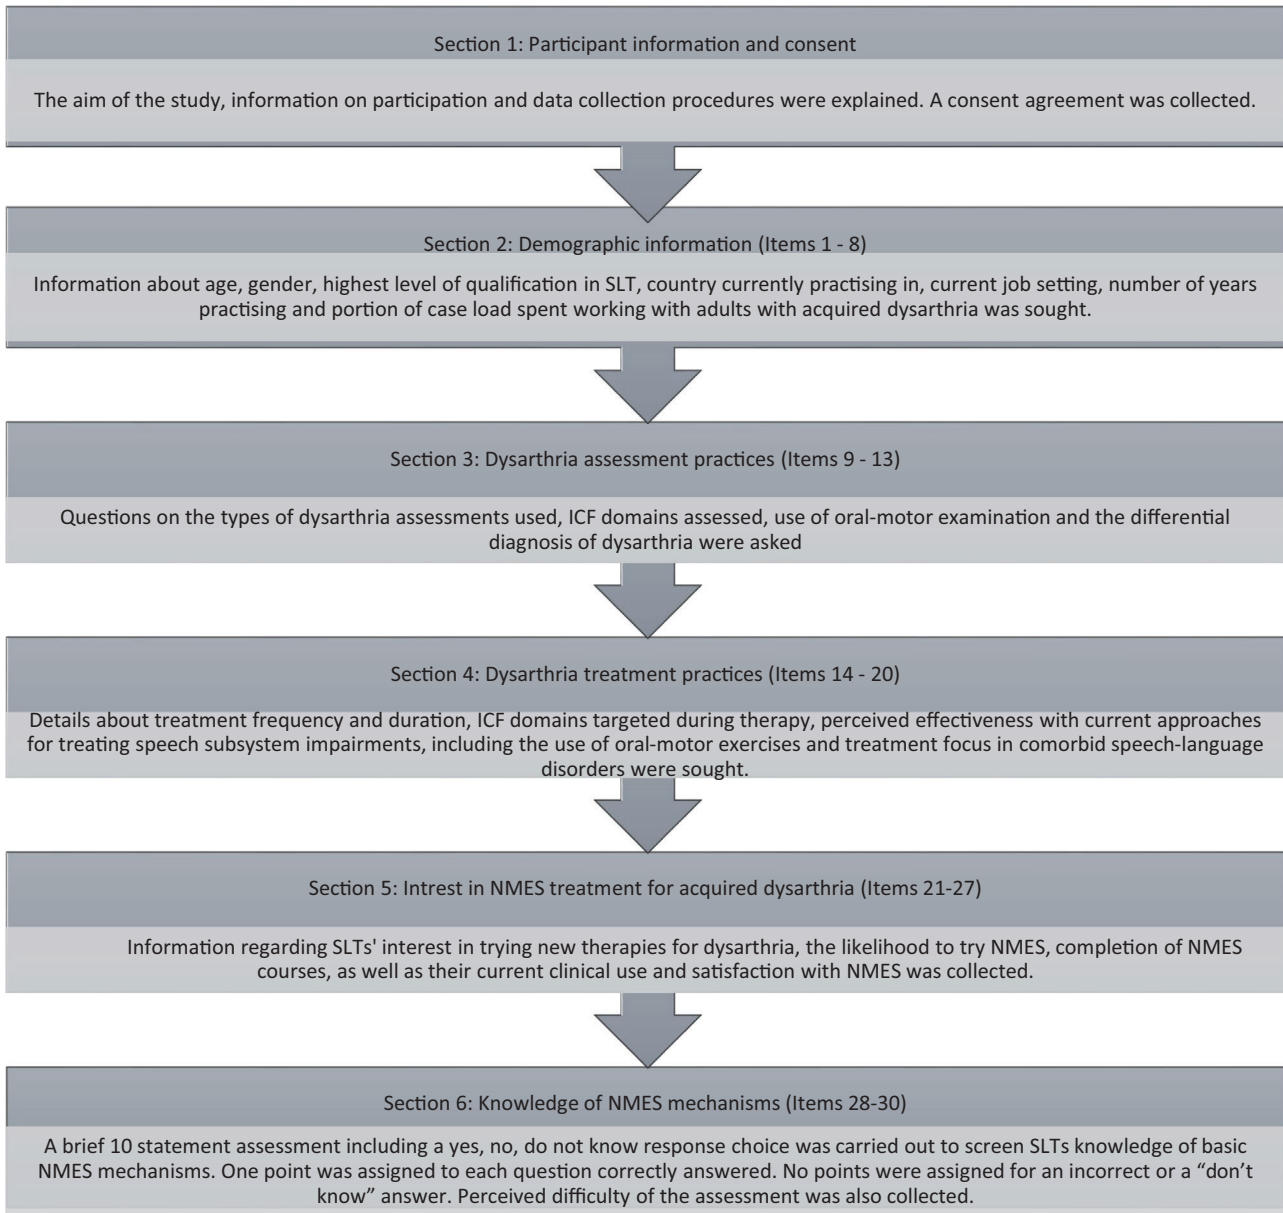 Section 1: Participant information and consent
The aim of the study, information on participation and data collection procedures were explained. A consent agreement was collected.
Section 2: Demographic information (Items 1 - 8)
Information about age, gender, highest level of qualification in SLT, country currently practising in, current job setting, number of years
practising and portion of case load spent working with adults with acquired dysarthria was sought.
Section 3: Dysarthria assessment practices (Items 9 - 13)
Questions on the types of dysarthria assessments used, ICF domains assessed, use of oral-motor examination and the differential
diagnosis of dysarthria were asked
Section 4: Dysarthria treatment practices (Items 14 - 20)
Details about treatment frequency and duration, ICF domains targeted during therapy, perceived effectiveness with current approaches
for treating speech subsystem impairments, including the use of oral-motor exercises and treatment focus in comorbid speech-language
disorders were sought.
Section 5: Intrest in NMES treatment for acquired dysarthria (Items 21-27)
Information regarding SLTs' interest in trying new therapies for dysarthria, the likelihood to try NMES, completion of NMES
courses, as well as their current clinical use and satisfaction with NMES was collected.
Section 6: Knowledge of NMES mechanisms (Items 28-30)
A brief 10 statement assessment including a yes, no, do not know response choice was carried out to screen SLTs knowledge of basic
NMES mechanisms. One point was assigned to each question correctly answered. No points were assigned for an incorrect or a “don’t
know” answer. Perceived difficulty of the assessment was also collected.